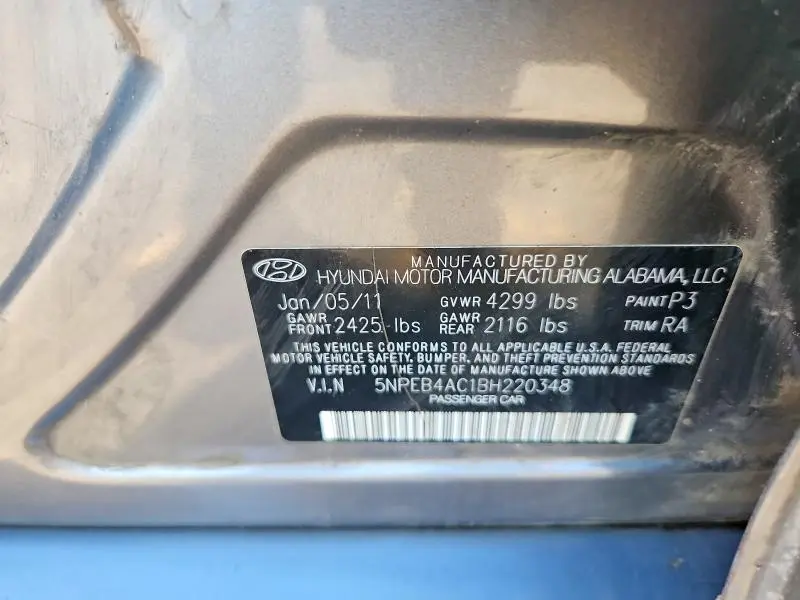 MANUFACTURED BY
HYUNDAI MOTOR MANUFACTURING ALABAMA, LLC
Jan/05/11 GVWR 4299 lbs PAINT P3
GAWR FRONT 2425 lbs GAWR REAR 2116 lbs TRIM RA
THIS VEHICLE CONFORMS TO ALL APPLICABLE U.S.A. FEDERAL
MOTOR VEHICLE SAFETY, BUMPER, AND THEFT PREVENTION STANDARDS
IN EFFECT ON THE DATE OF MANUFACTURE SHOWN ABOVE
V.I.N 5NPEB4AC1BH220348
PASSENGER CAR